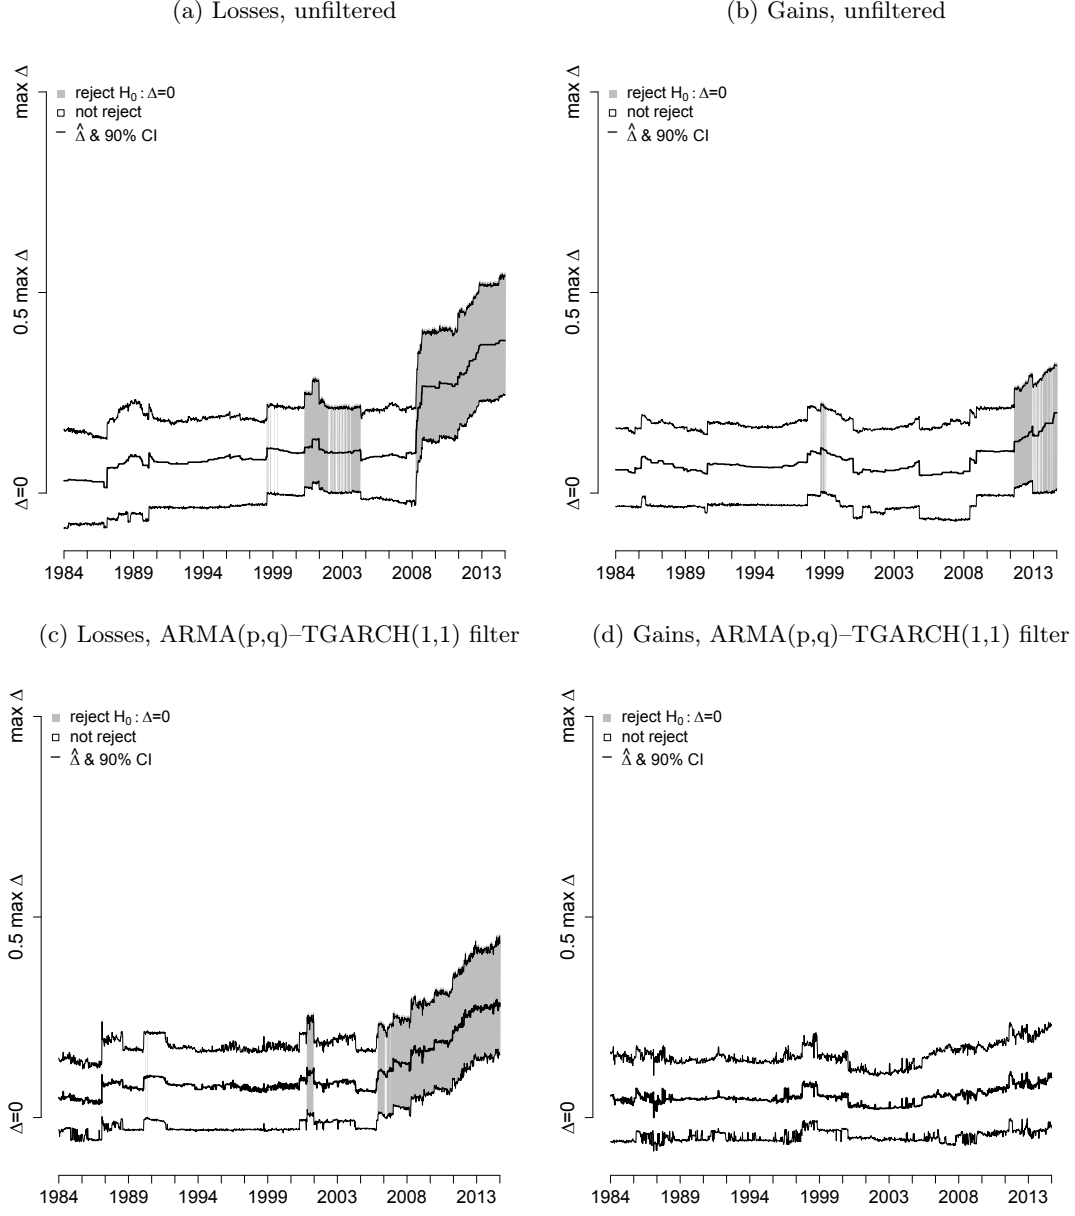 (a) Losses, unfiltered
max Δ
0.5 max Δ
Δ=0
reject H₀ : Δ=0
not reject
Δ̂ & 90% CI
1984 1989 1994 1999 2003 2008 2013
(b) Gains, unfiltered
max Δ
0.5 max Δ
Δ=0
reject H₀ : Δ=0
not reject
Δ̂ & 90% CI
1984 1989 1994 1999 2003 2008 2013
(c) Losses, ARMA(p,q)–TGARCH(1,1) filter
max Δ
0.5 max Δ
Δ=0
reject H₀ : Δ=0
not reject
Δ̂ & 90% CI
1984 1989 1994 1999 2003 2008 2013
(d) Gains, ARMA(p,q)–TGARCH(1,1) filter
max Δ
0.5 max Δ
Δ=0
reject H₀ : Δ=0
not reject
Δ̂ & 90% CI
1984 1989 1994 1999 2003 2008 2013